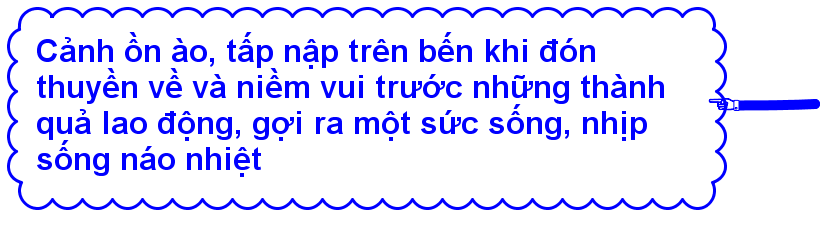 Cảnh ồn ào, tấp nập trên bến khi đón
thuyền về và niềm vui trước những thành
quả lao động, gợi ra một sức sống, nhịp
sống náo nhiệt